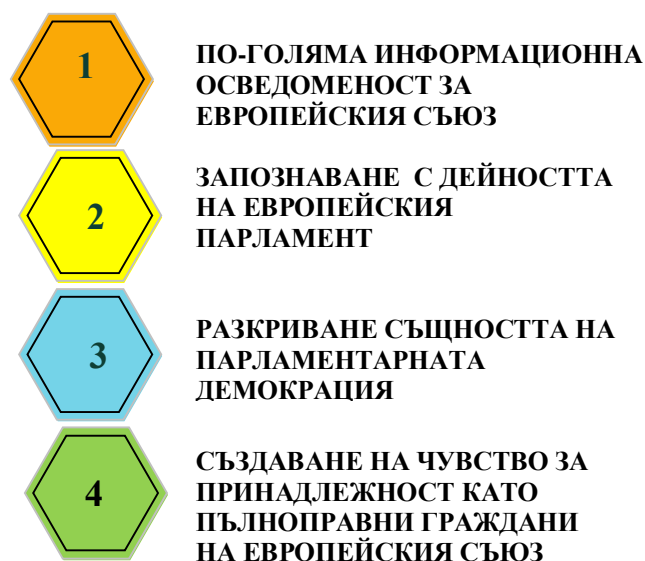 1
ПО-ГОЛЯМА ИНФОРМАЦИОННА
ОСВЕДОМЕНОСТ ЗА
ЕВРОПЕЙСКИЯ СЪЮЗ
2
ЗАПОЗНАВАНЕ С ДЕЙНОСТТА
НА ЕВРОПЕЙСКИЯ
ПАРЛАМЕНТ
3
РАЗКРИВАНЕ СЪЩНОСТТА НА
ПАРЛАМЕНТАРНАТА
ДЕМОКРАЦИЯ
4
СЪЗДАВАНЕ НА ЧУВСТВО ЗА
ПРИНАДЛЕЖНОСТ КАТО
ПЪЛНОПРАВНИ ГРАЖДАНИ
НА ЕВРОПЕЙСКИЯ СЪЮЗ